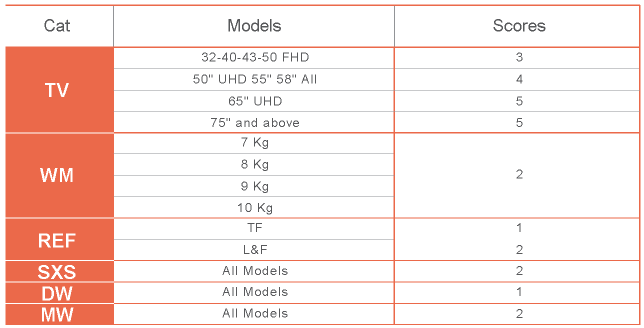 Cat Models Scores
TV 32-40-43-50 FHD 3
50" UHD 55" 58" All 4
65" UHD 5
75" and above 5
WM 7 Kg 2
8 Kg
9 Kg
10 Kg
REF TF 1
L&F 2
SXS All Models 2
DW All Models 1
MW All Models 2